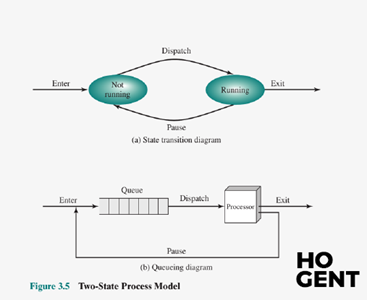 Dispatch
Enter
Not
running
Running
Exit
Pause
(a) State transition diagram
Queue
Enter
Dispatch
Processor
Exit
Pause
(b) Queueing diagram
Figure 3.5 Two-State Process Model
HO
GENT